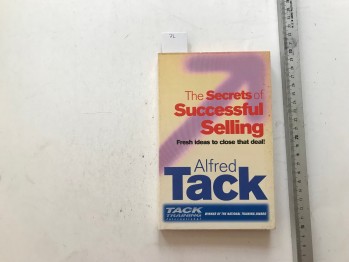 The Secrets of
Successful
Selling
Fresh ideas to close that deal!
Alfred
Tack
TACK
TRAINING
WINNER OF THE NATIONAL TRAINING AWARD